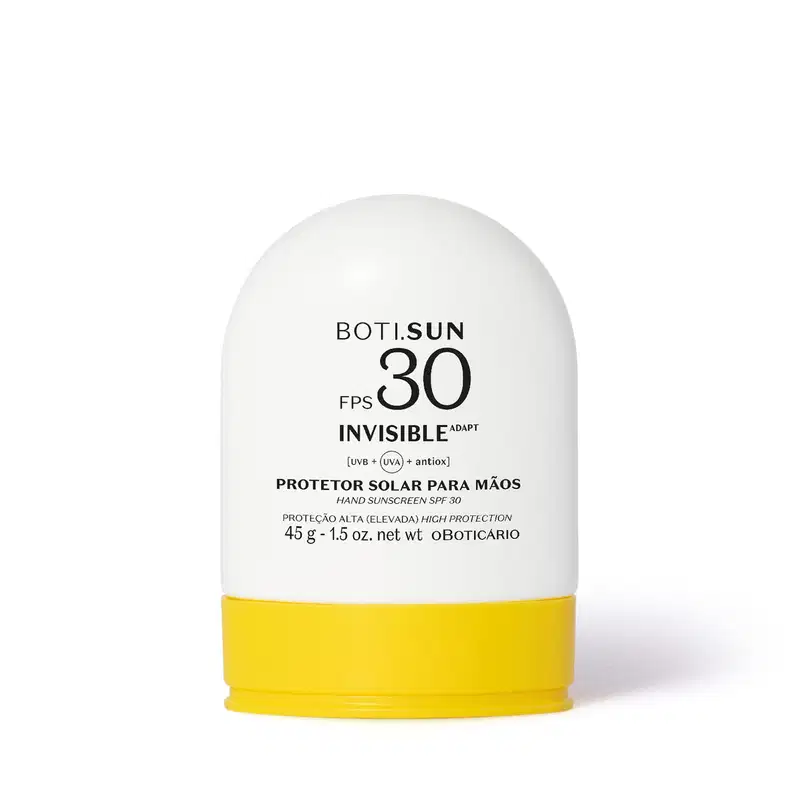 BOTI.SUN
FPS 30
INVISIBLE ADAPT
[UVB + UVA + antiox]
PROTETOR SOLAR PARA MÃOS
HAND SUNSCREEN SPF 30
PROTEÇÃO ALTA (ELEVADA) HIGH PROTECTION
45 g - 1.5 oz. net wt oBOTICÁRIO